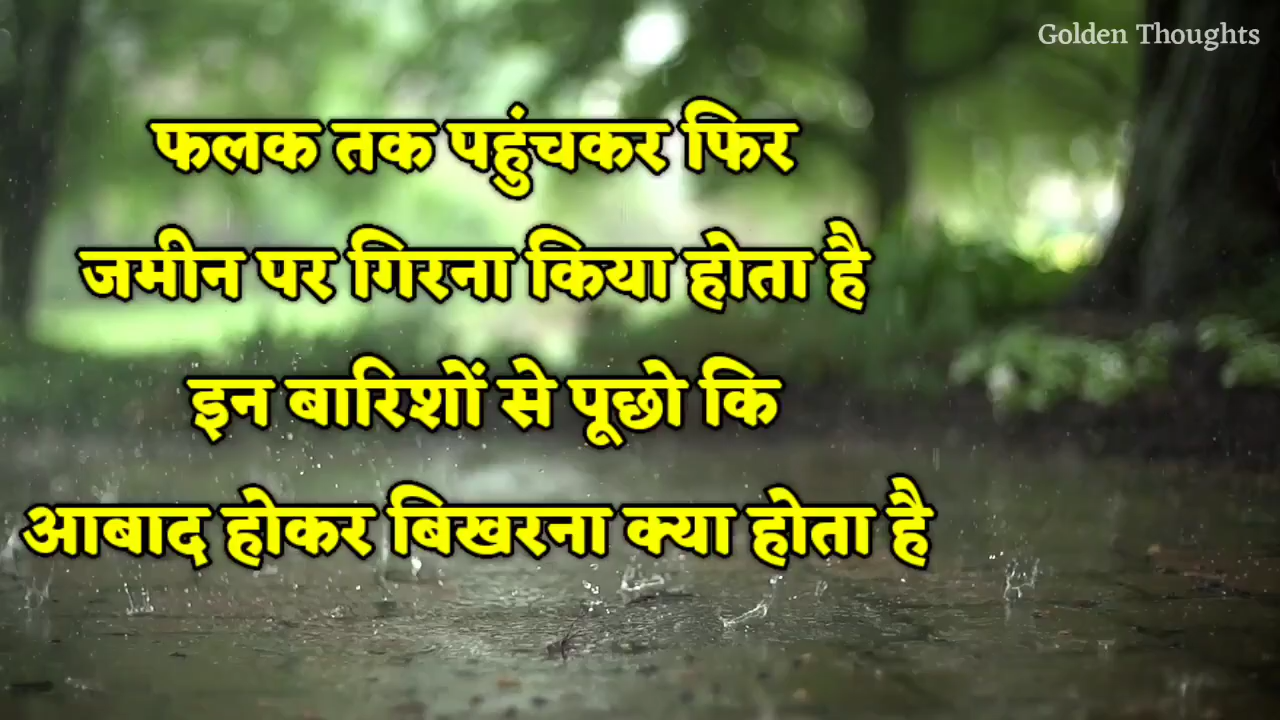 Golden Thoughts
फलक तक पहुंचकर फिर
जमीन पर गिरना किया होता है
इन बारिशों से पूछो कि
आबाद होकर बिखरना क्या होता है